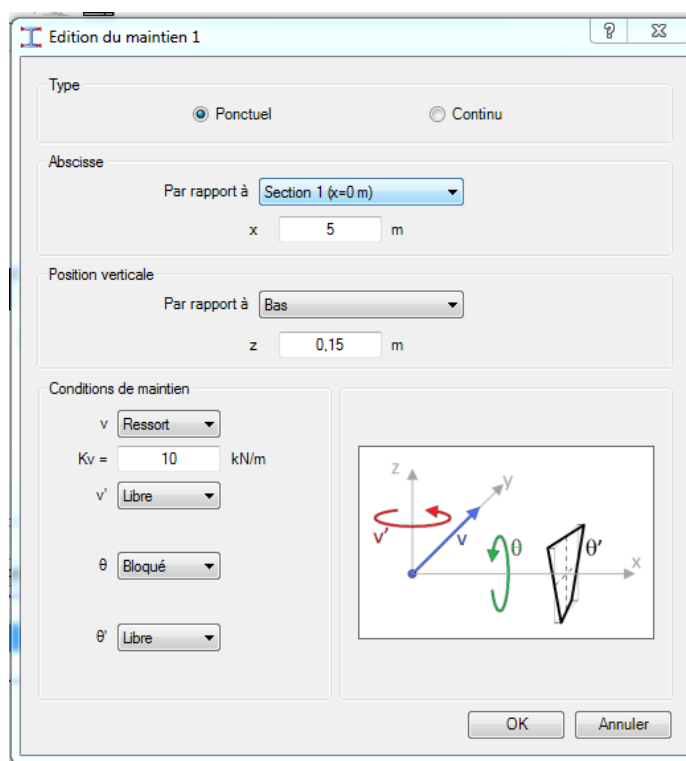 Edition du maintien 1
Type
Ponctuel
Continu
Abscisse
Par rapport à Section 1 (x=0 m)
x 5 m
Position verticale
Par rapport à Bas
z 0,15 m
Conditions de maintien
v Ressort
Kv = 10 kN/m
v' Libre
θ Bloqué
θ' Libre
z
y
v'
v
θ
θ'
x
OK
Annuler